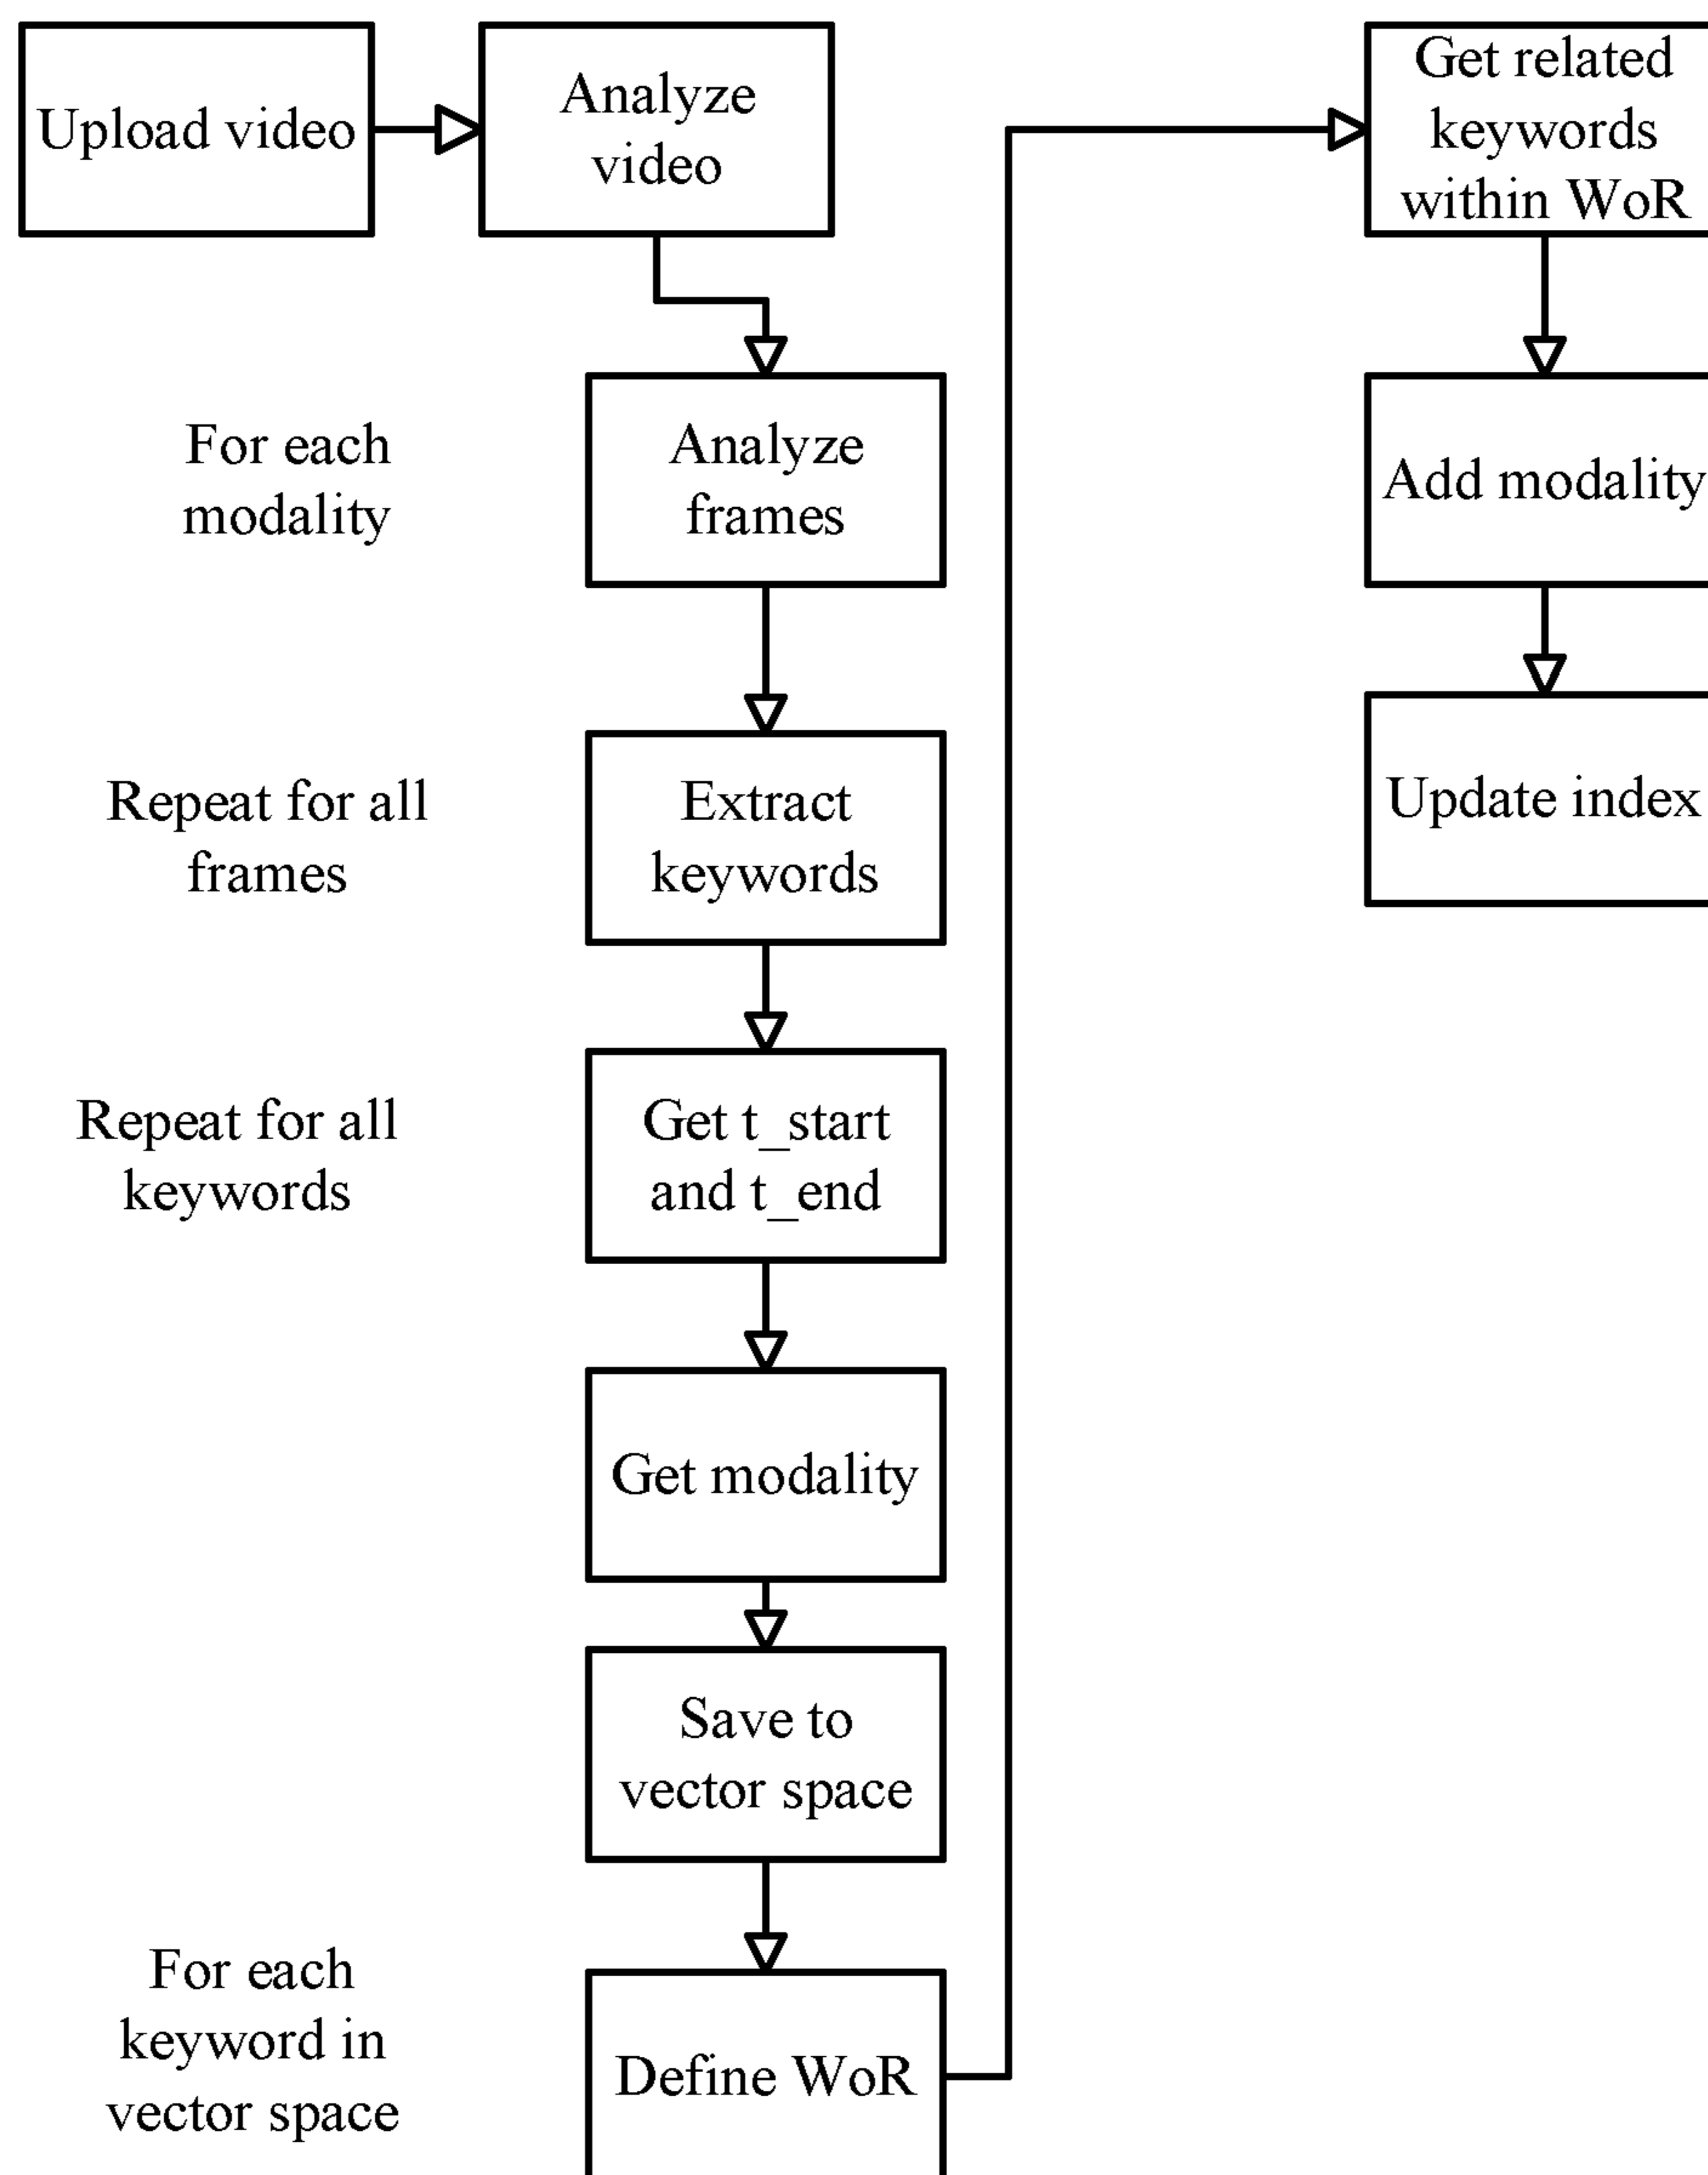 Upload video
Analyze
video
For each
modality
Analyze
frames
Repeat for all
frames
Extract
keywords
Repeat for all
keywords
Get t_start
and t_end
Get modality
Save to
vector space
For each
keyword in
vector space
Define WoR
Get related
keywords
within WoR
Add modality
Update index